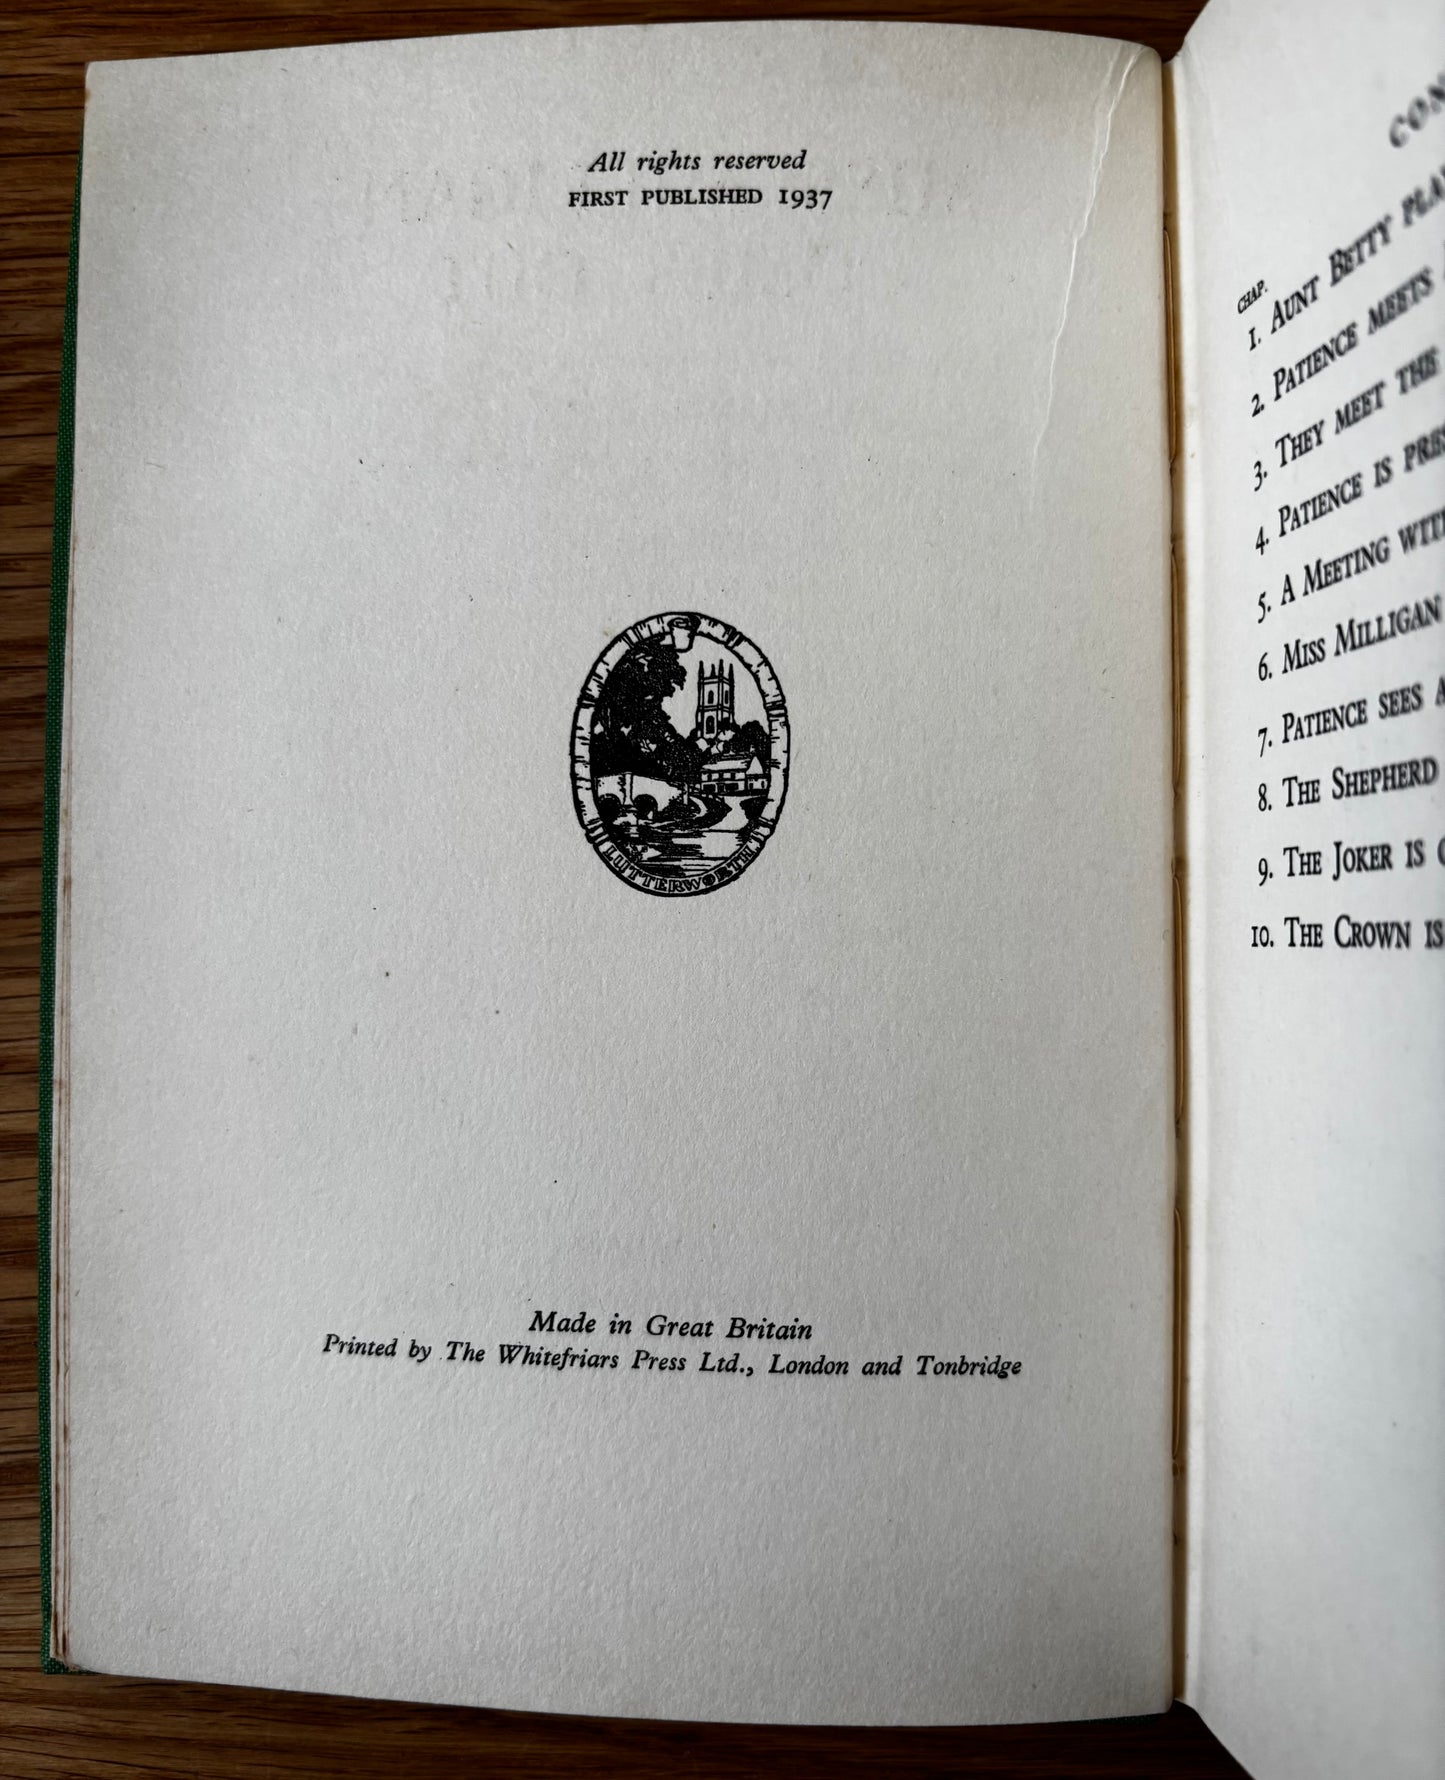 All rights reserved
FIRST PUBLISHED 1937
LUTTERWORTH
Made in Great Britain
Printed by The Whitefriars Press Ltd., London and Tonbridge
CHAP.
1. AUNT BETTY
2. PATIENCE MEETS
3. THEY MEET THE
4. PATIENCE IS
5. A MEETING
6. MISS MILLIGAN
7. PATIENCE SEES
8. THE SHEPHERD
9. THE JOKER IS
10. THE CROWN IS